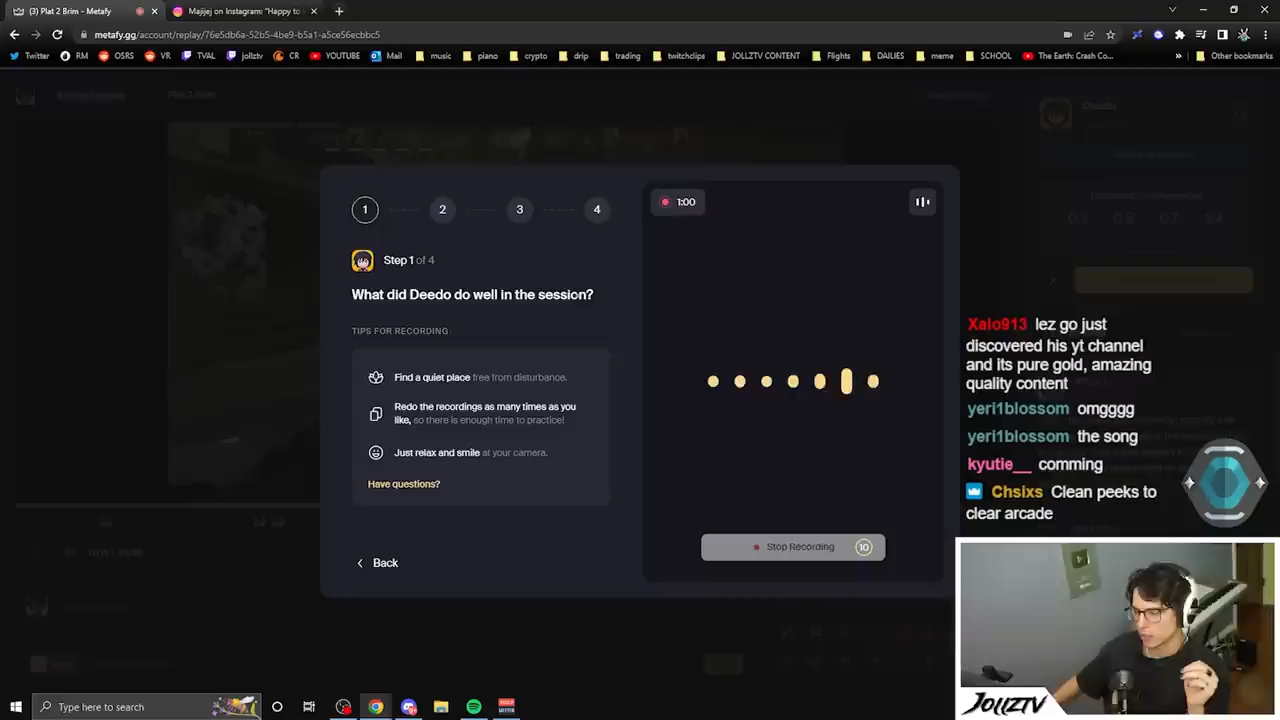 (3) Plat 2 Brim - Metafy
Majijej on Instagram: "Happy to
metafy.gg/account/replay/76e5db6a-52b5-4be9-b5a1-a5ce56ecbbc5
Twitter
RM
OSRS
VR
TVAL
jollztv
CR
YOUTUBE
Mail
music
piano
crypto
drip
trading
twitchclips
JOLLZTV CONTENT
Flights
DAILIES
meme
SCHOOL
The Earth: Crash Co...
Other bookmarks
Deedo
1
2
3
4
Step 1 of 4
What did Deedo do well in the session?
TIPS FOR RECORDING
Find a quiet place free from disturbance.
Redo the recordings as many times as you
like, so there is enough time to practice!
Just relax and smile at your camera.
Have questions?
Back
1:00
Stop Recording
10
Xalo913 lez go just
discovered his yt channel
and its pure gold, amazing
quality content
yeri1blossom omgggg
yeri1blossom the song
kyutie__ comming
Chsixs Clean peeks to
clear arcade
JOLLZTV
Type here to search